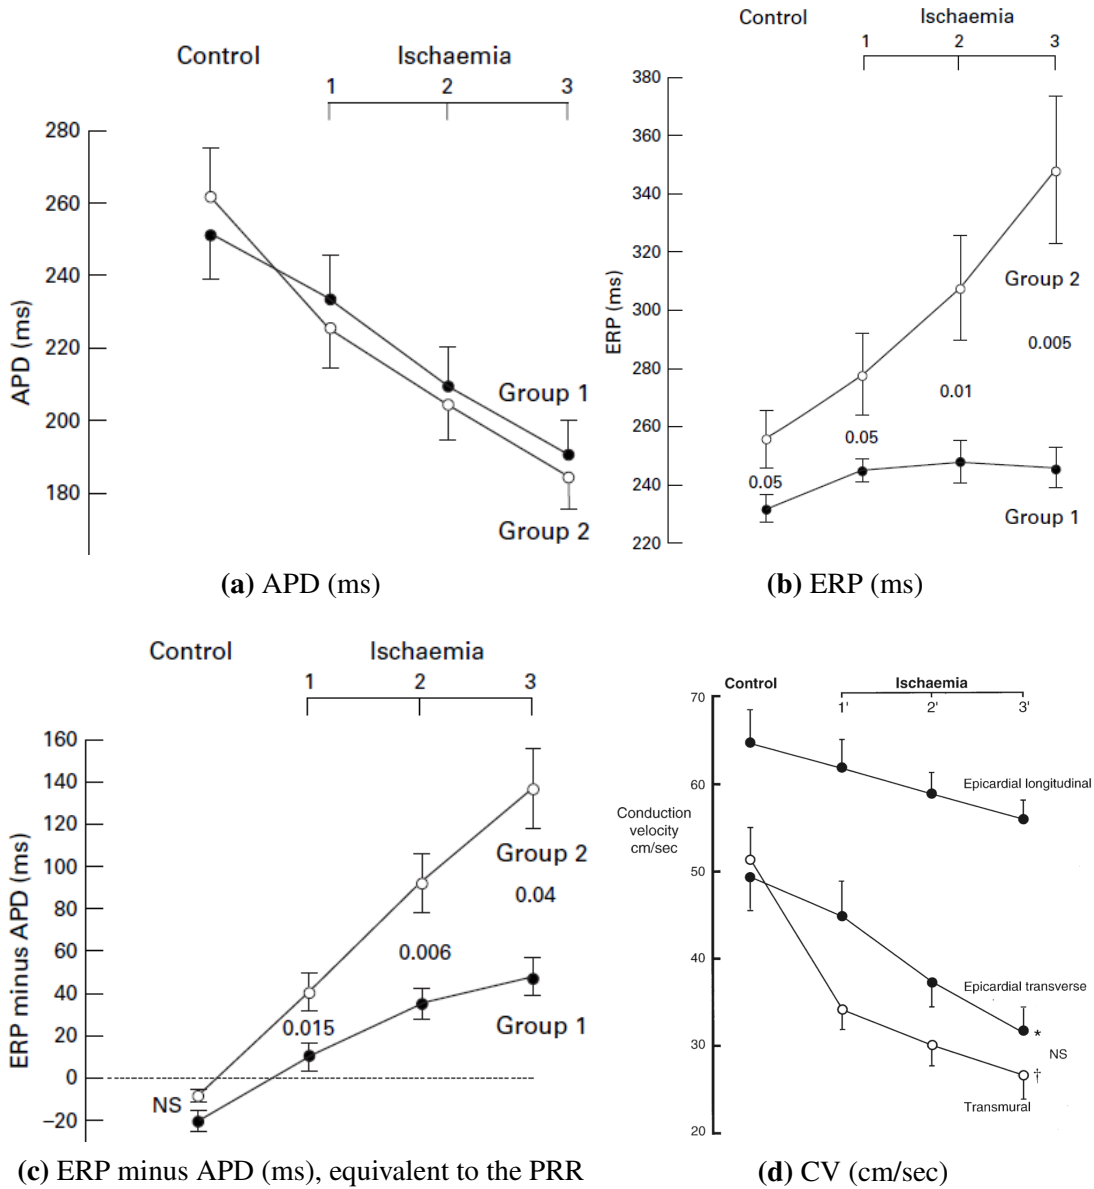 Control
Ischaemia
1 2 3
280
260
240
220
200
180
APD (ms)
Group 1
Group 2
(a) APD (ms)
Control
Ischaemia
1 2 3
380
360
340
320
300
280
260
240
220
ERP (ms)
Group 2
0.005
0.01
0.05
0.05
Group 1
(b) ERP (ms)
Control
Ischaemia
1 2 3
160
140
120
100
80
60
40
20
0
−20
ERP minus APD (ms)
Group 2
0.04
0.006
0.015
Group 1
NS
(c) ERP minus APD (ms), equivalent to the PRR
Control
Ischaemia
1' 2' 3'
70
60
50
40
30
20
Conduction
velocity
cm/sec
Epicardial longitudinal
Epicardial transverse
*
NS
†
Transmural
(d) CV (cm/sec)